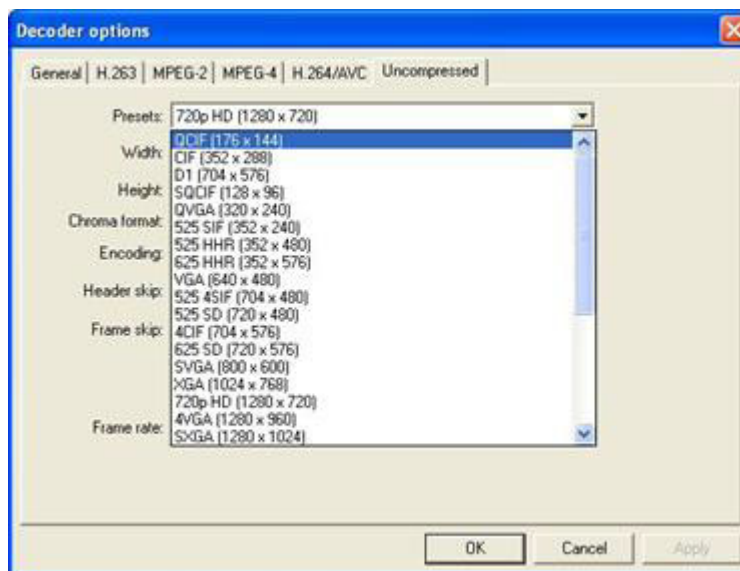 Decoder options
General H.263 MPEG-2 MPEG-4 H.264/AVC Uncompressed
Presets: 720p HD (1280 x 720)
QCIF (176 x 144)
Width:
CIF (352 x 288)
D1 (704 x 576)
Height:
SQCIF (128 x 96)
QVGA (320 x 240)
Chroma format:
525 SIF (352 x 240)
525 HHR (352 x 480)
Encoding:
625 HHR (352 x 576)
VGA (640 x 480)
Header skip:
525 4SIF (704 x 480)
525 SD (720 x 480)
Frame skip:
4CIF (704 x 576)
625 SD (720 x 576)
SVGA (800 x 600)
XGA (1024 x 768)
720p HD (1280 x 720)
4VGA (1280 x 960)
Frame rate:
SXGA (1280 x 1024)
OK Cancel Apply